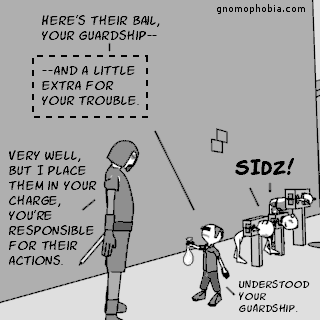 gnomophobia.com
HERE'S THEIR BAIL,
YOUR GUARDSHIP--
--AND A LITTLE
EXTRA FOR
YOUR TROUBLE.
VERY WELL,
BUT I PLACE
THEM IN YOUR
CHARGE,
YOU'RE
RESPONSIBLE
FOR THEIR
ACTIONS.
SIDZ!
UNDERSTOOD
YOUR
GUARDSHIP.